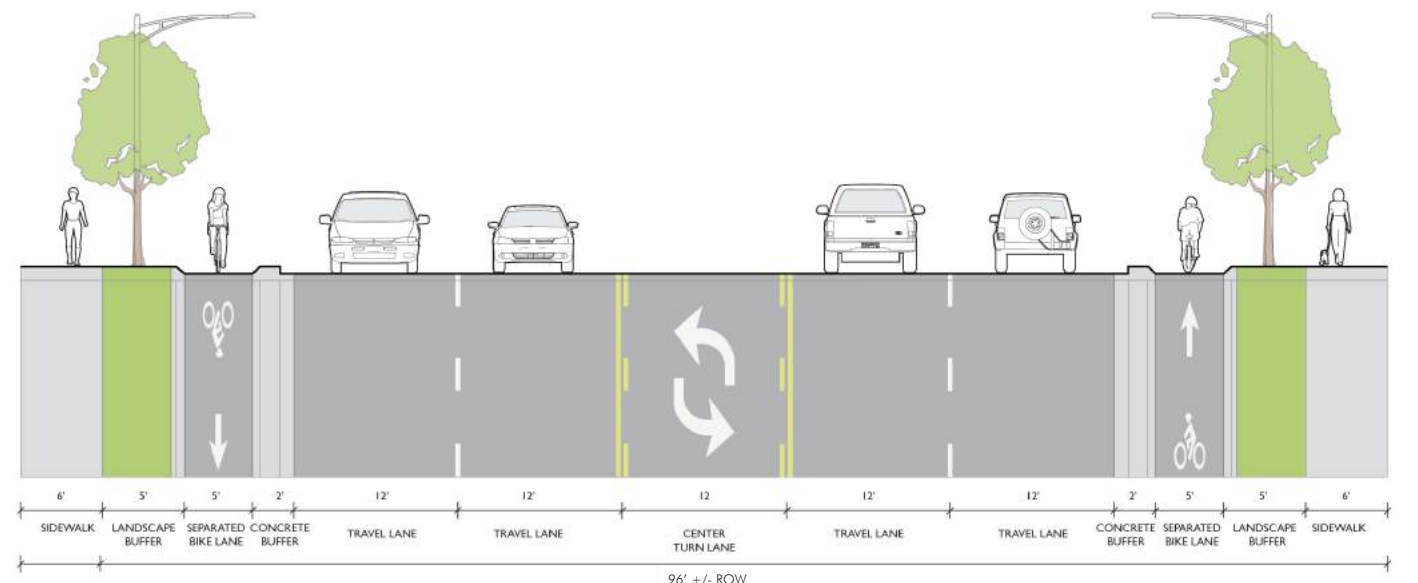 6' 5' 5' 2' 12' 12' 12 12' 12' 2' 5' 5' 6'
SIDEWALK LANDSCAPE SEPARATED CONCRETE TRAVEL LANE TRAVEL LANE CENTER TRAVEL LANE TRAVEL LANE CONCRETE SEPARATED LANDSCAPE SIDEWALK
BUFFER BIKE LANE BUFFER TURN LANE BUFFER BIKE LANE BUFFER
96' +/- ROW